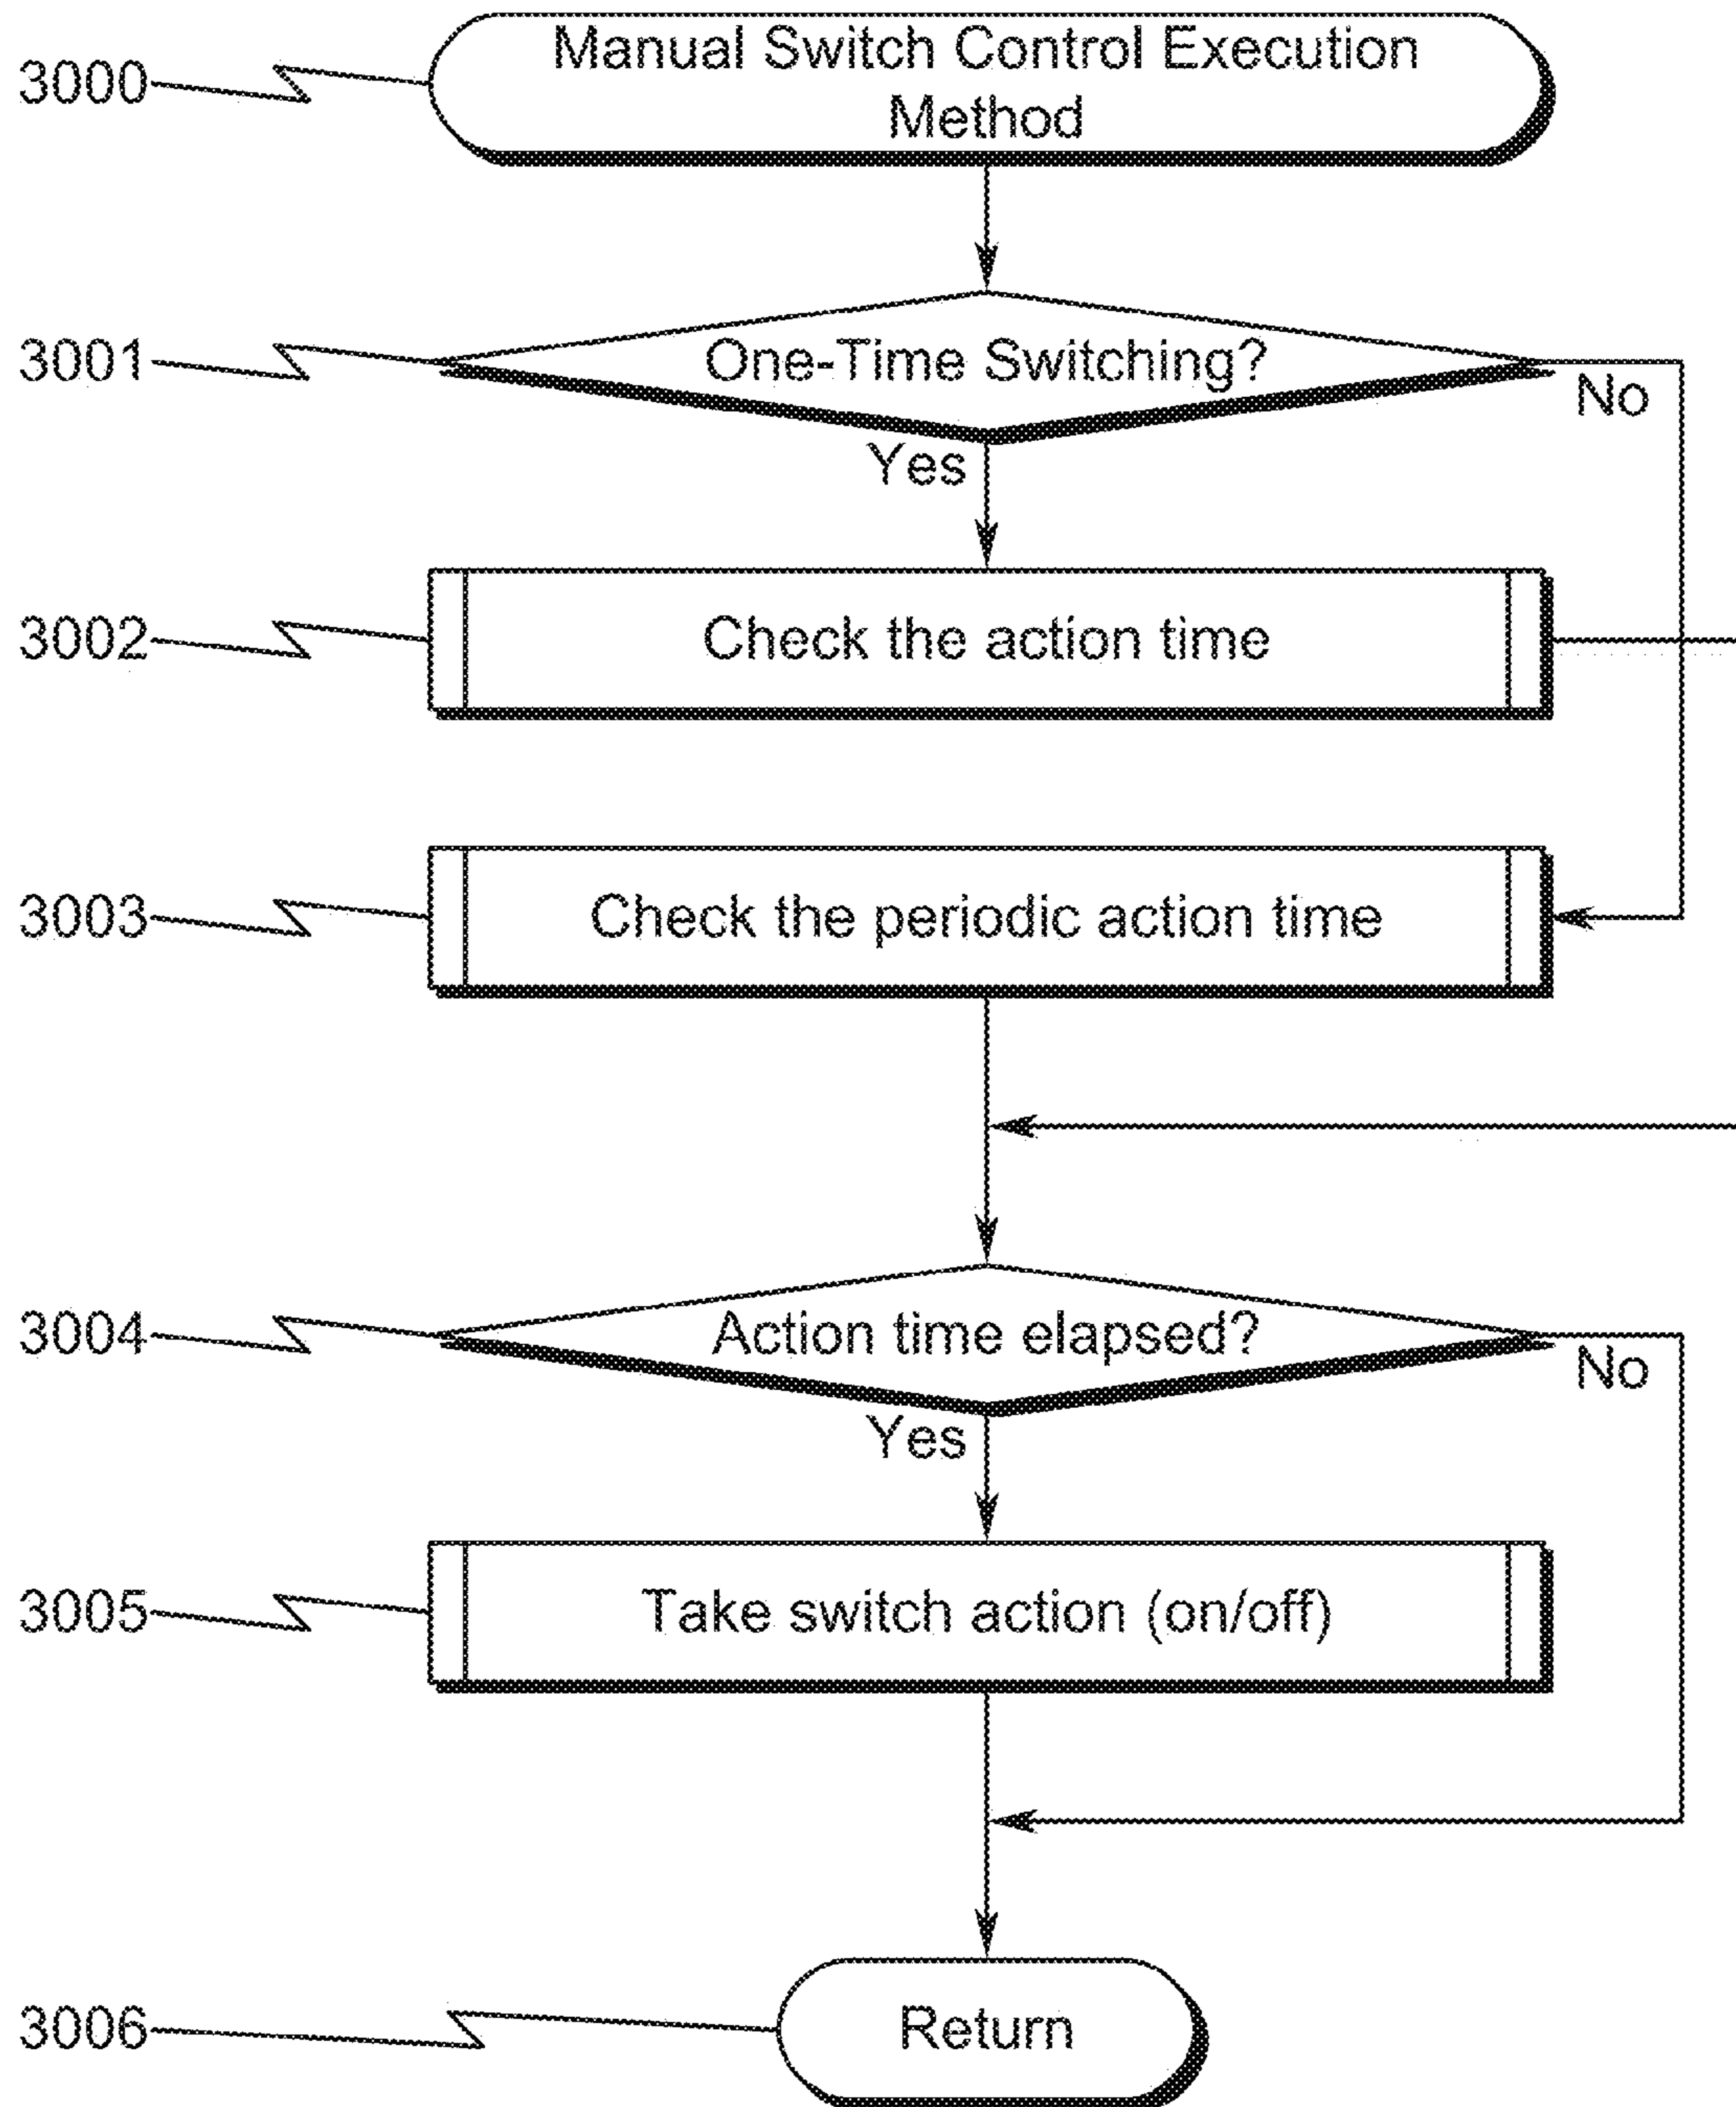 3000
Manual Switch Control Execution
Method
3001
One-Time Switching?
No
Yes
3002
Check the action time
3003
Check the periodic action time
3004
Action time elapsed?
No
Yes
3005
Take switch action (on/off)
3006
Return